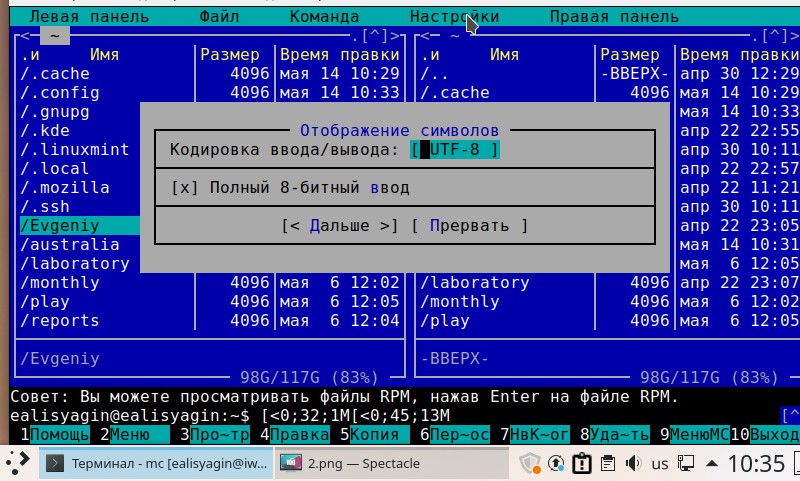 Левая панель Файл Команда Настройки Правая панель
<- ~ .[^]> <- ~ .[^]>
.и Имя Размер Время правки .и Имя Размер Время правки
/.cache 4096 мая 14 10:29 /.. -ВВЕРХ- апр 30 12:29
/.config 4096 мая 14 10:33 /.cache 4096 мая 14 10:29
/.gnupg мая 14 10:33
/.kde Отображение символов апр 22 22:55
/.linuxmint Кодировка ввода/вывода: [ UTF-8 ] апр 30 10:11
/.local апр 22 22:57
/.mozilla [x] Полный 8-битный ввод апр 22 11:21
/.ssh апр 30 10:11
/Evgeniy [< Дальше >] [ Прервать ] апр 22 23:05
/australia мая 14 10:31
/laboratory мая 6 12:05
/monthly 4096 мая 6 12:02 /laboratory 4096 апр 22 23:07
/play 4096 мая 6 12:05 /monthly 4096 мая 6 12:02
/reports 4096 мая 6 12:04 /play 4096 мая 6 12:05
/Evgeniy -ВВЕРХ-
98G/117G (83%) 98G/117G (83%)
Совет: Вы можете просматривать файлы RPM, нажав Enter на файле RPM.
ealisyagin@ealisyagin:~$ [<0;32;1M[<0;45;13M [^
1Помощь 2Меню 3Про~тр 4Правка 5Копия 6Пер~ос 7НвК~ог 8Уда~ть 9МенюMC 10Выход
Терминал - mc [ealisyagin@iw... 2.png — Spectacle us 10:35